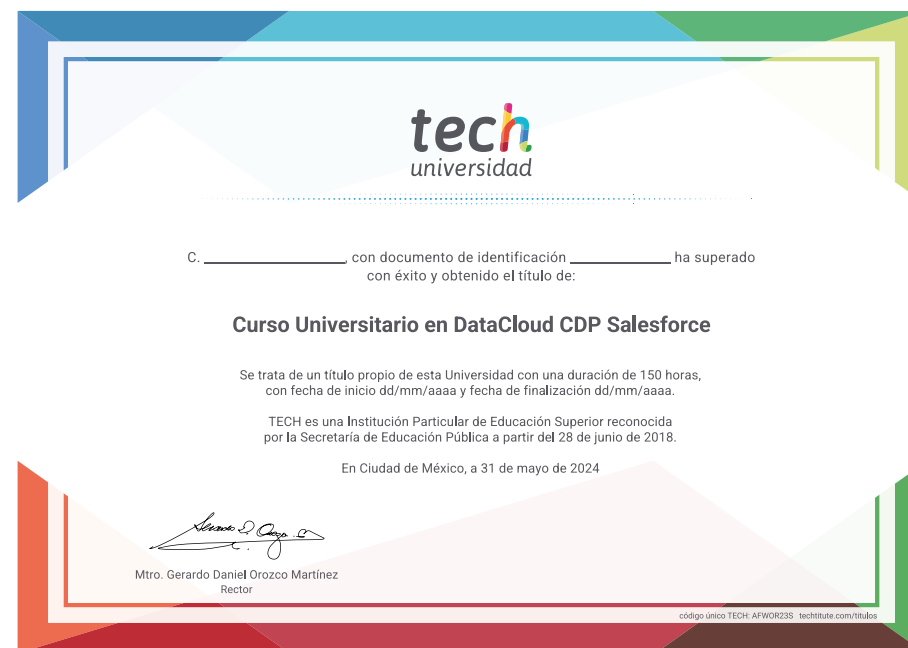 tech
universidad
C. ____________, con documento de identificación ____________ ha superado
con éxito y obtenido el título de:
Curso Universitario en DataCloud CDP Salesforce
Se trata de un título propio de esta Universidad con una duración de 150 horas,
con fecha de inicio dd/mm/aaaa y fecha de finalización dd/mm/aaaa.
TECH es una Institución Particular de Educación Superior reconocida
por la Secretaría de Educación Pública a partir del 28 de junio de 2018.
En Ciudad de México, a 31 de mayo de 2024
Mtro. Gerardo Daniel Orozco Martínez
Rector
código único TECH: AFWOR23S techtitute.com/titulos